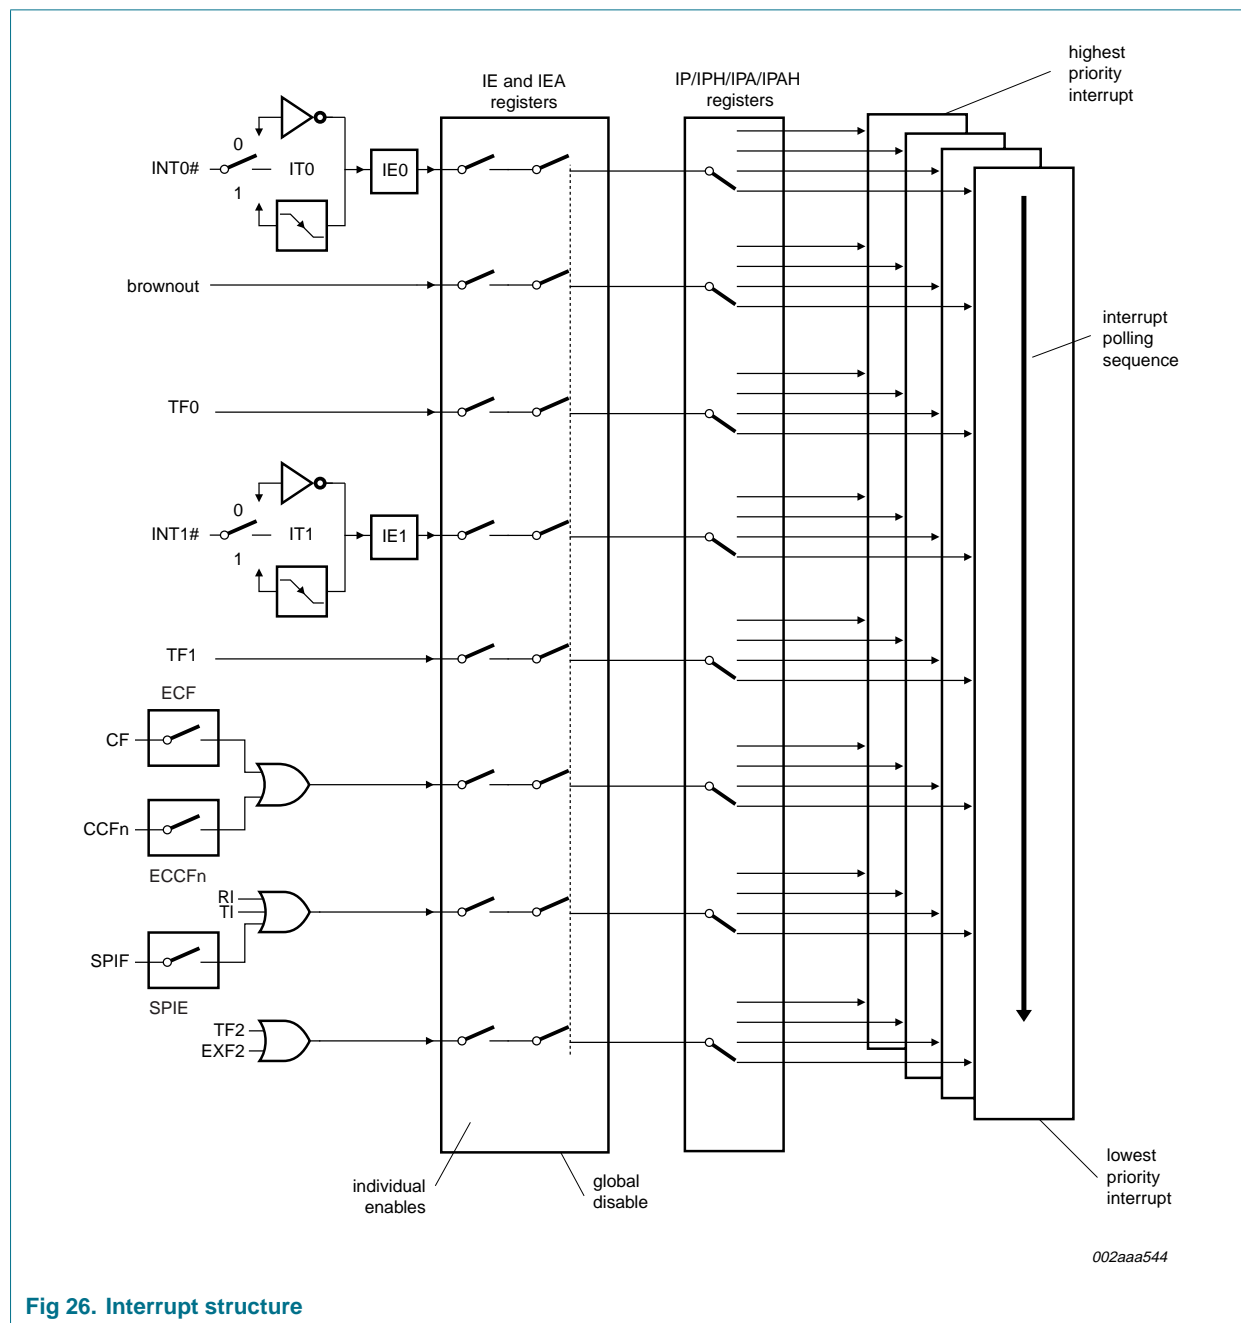 highest
priority
interrupt
IE and IEA
registers
IP/IPH/IPA/IPAH
registers
0
INT0#
IT0
IE0
1
brownout
interrupt
polling
sequence
TF0
0
INT1#
IT1
IE1
1
TF1
ECF
CF
CCFn
ECCFn
RI
TI
SPIF
SPIE
TF2
EXF2
individual
enables
global
disable
lowest
priority
interrupt
002aaa544
Fig 26. Interrupt structure